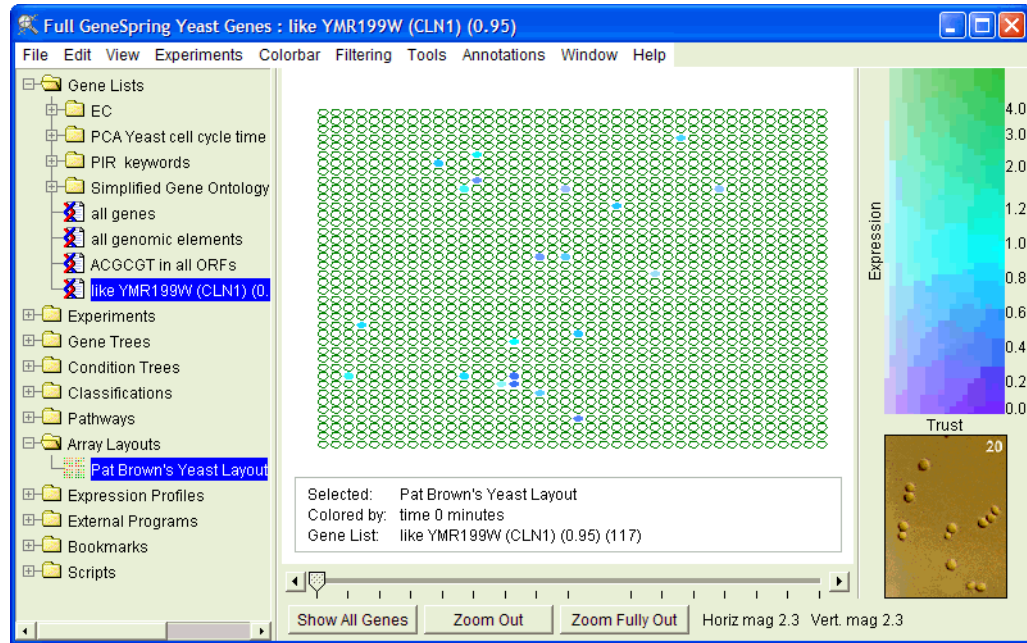 Full GeneSpring Yeast Genes : like YMR199W (CLN1) (0.95)
File Edit View Experiments Colorbar Filtering Tools Annotations Window Help
Gene Lists
EC
PCA Yeast cell cycle time
PIR keywords
Simplified Gene Ontology
all genes
all genomic elements
ACGCGT in all ORFs
like YMR199W (CLN1) (0.
Experiments
Gene Trees
Condition Trees
Classifications
Pathways
Array Layouts
Pat Brown's Yeast Layout
Expression Profiles
External Programs
Bookmarks
Scripts
Selected: Pat Brown's Yeast Layout
Colored by: time 0 minutes
Gene List: like YMR199W (CLN1) (0.95) (117)
Show All Genes Zoom Out Zoom Fully Out Horiz mag 2.3 Vert. mag 2.3
Expression
4.0
3.0
2.0
1.2
1.0
0.8
0.6
0.4
0.2
0.0
Trust
20